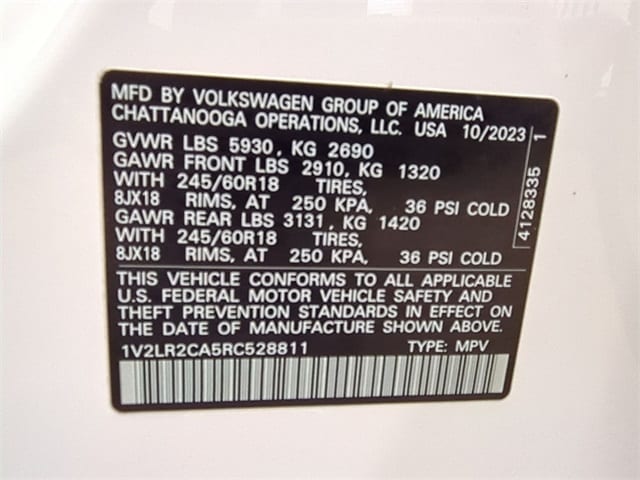 MFD BY VOLKSWAGEN GROUP OF AMERICA
CHATTANOOGA OPERATIONS, LLC. USA 10/2023
GVWR LBS 5930, KG 2690
GAWR FRONT LBS 2910, KG 1320
WITH 245/60R18 TIRES,
8JX18 RIMS, AT 250 KPA, 36 PSI COLD
GAWR REAR LBS 3131, KG 1420
WITH 245/60R18 TIRES,
8JX18 RIMS, AT 250 KPA, 36 PSI COLD
THIS VEHICLE CONFORMS TO ALL APPLICABLE
U.S. FEDERAL MOTOR VEHICLE SAFETY AND
THEFT PREVENTION STANDARDS IN EFFECT ON
THE DATE OF MANUFACTURE SHOWN ABOVE.
1V2LR2CA5RC528811 TYPE: MPV
4128335 1